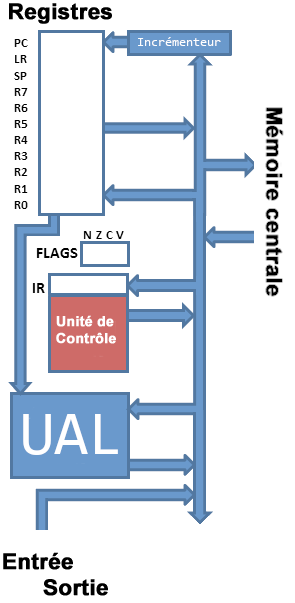 Registres
Incrémenteur
PC
LR
SP
R7
R6
R5
R4
R3
R2
R1
R0
Mémoire centrale
N Z C V
FLAGS
IR
Unité de
Contrôle
UAL
Entrée
Sortie